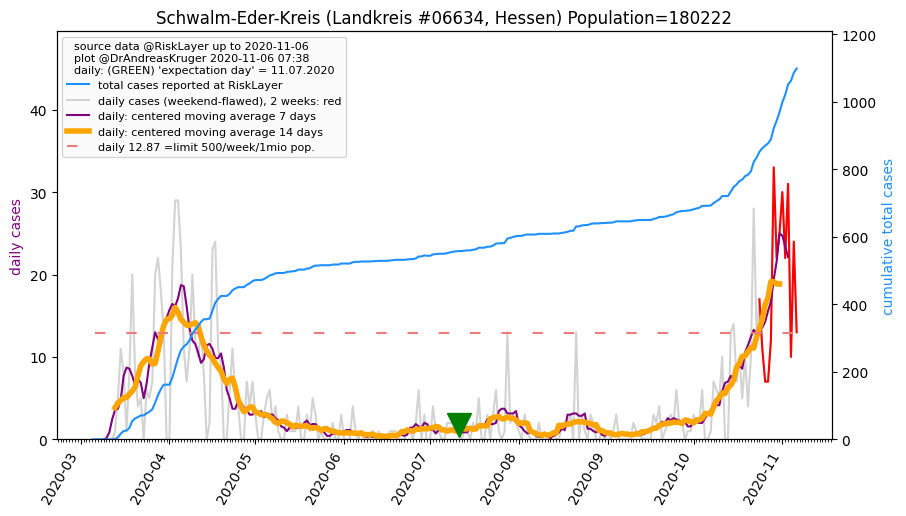 Schwalm-Eder-Kreis (Landkreis #06634, Hessen) Population=180222
source data @RiskLayer up to 2020-11-06
plot @DrAndreasKruger 2020-11-06 07:38
daily: (GREEN) 'expectation day' = 11.07.2020
total cases reported at RiskLayer
daily cases (weekend-flawed), 2 weeks: red
daily: centered moving average 7 days
daily: centered moving average 14 days
daily 12.87 =limit 500/week/1mio pop.
daily cases
40
30
20
10
0
cumulative total cases
1200
1000
800
600
400
200
0
2020-03
2020-04
2020-05
2020-06
2020-07
2020-08
2020-09
2020-10
2020-11